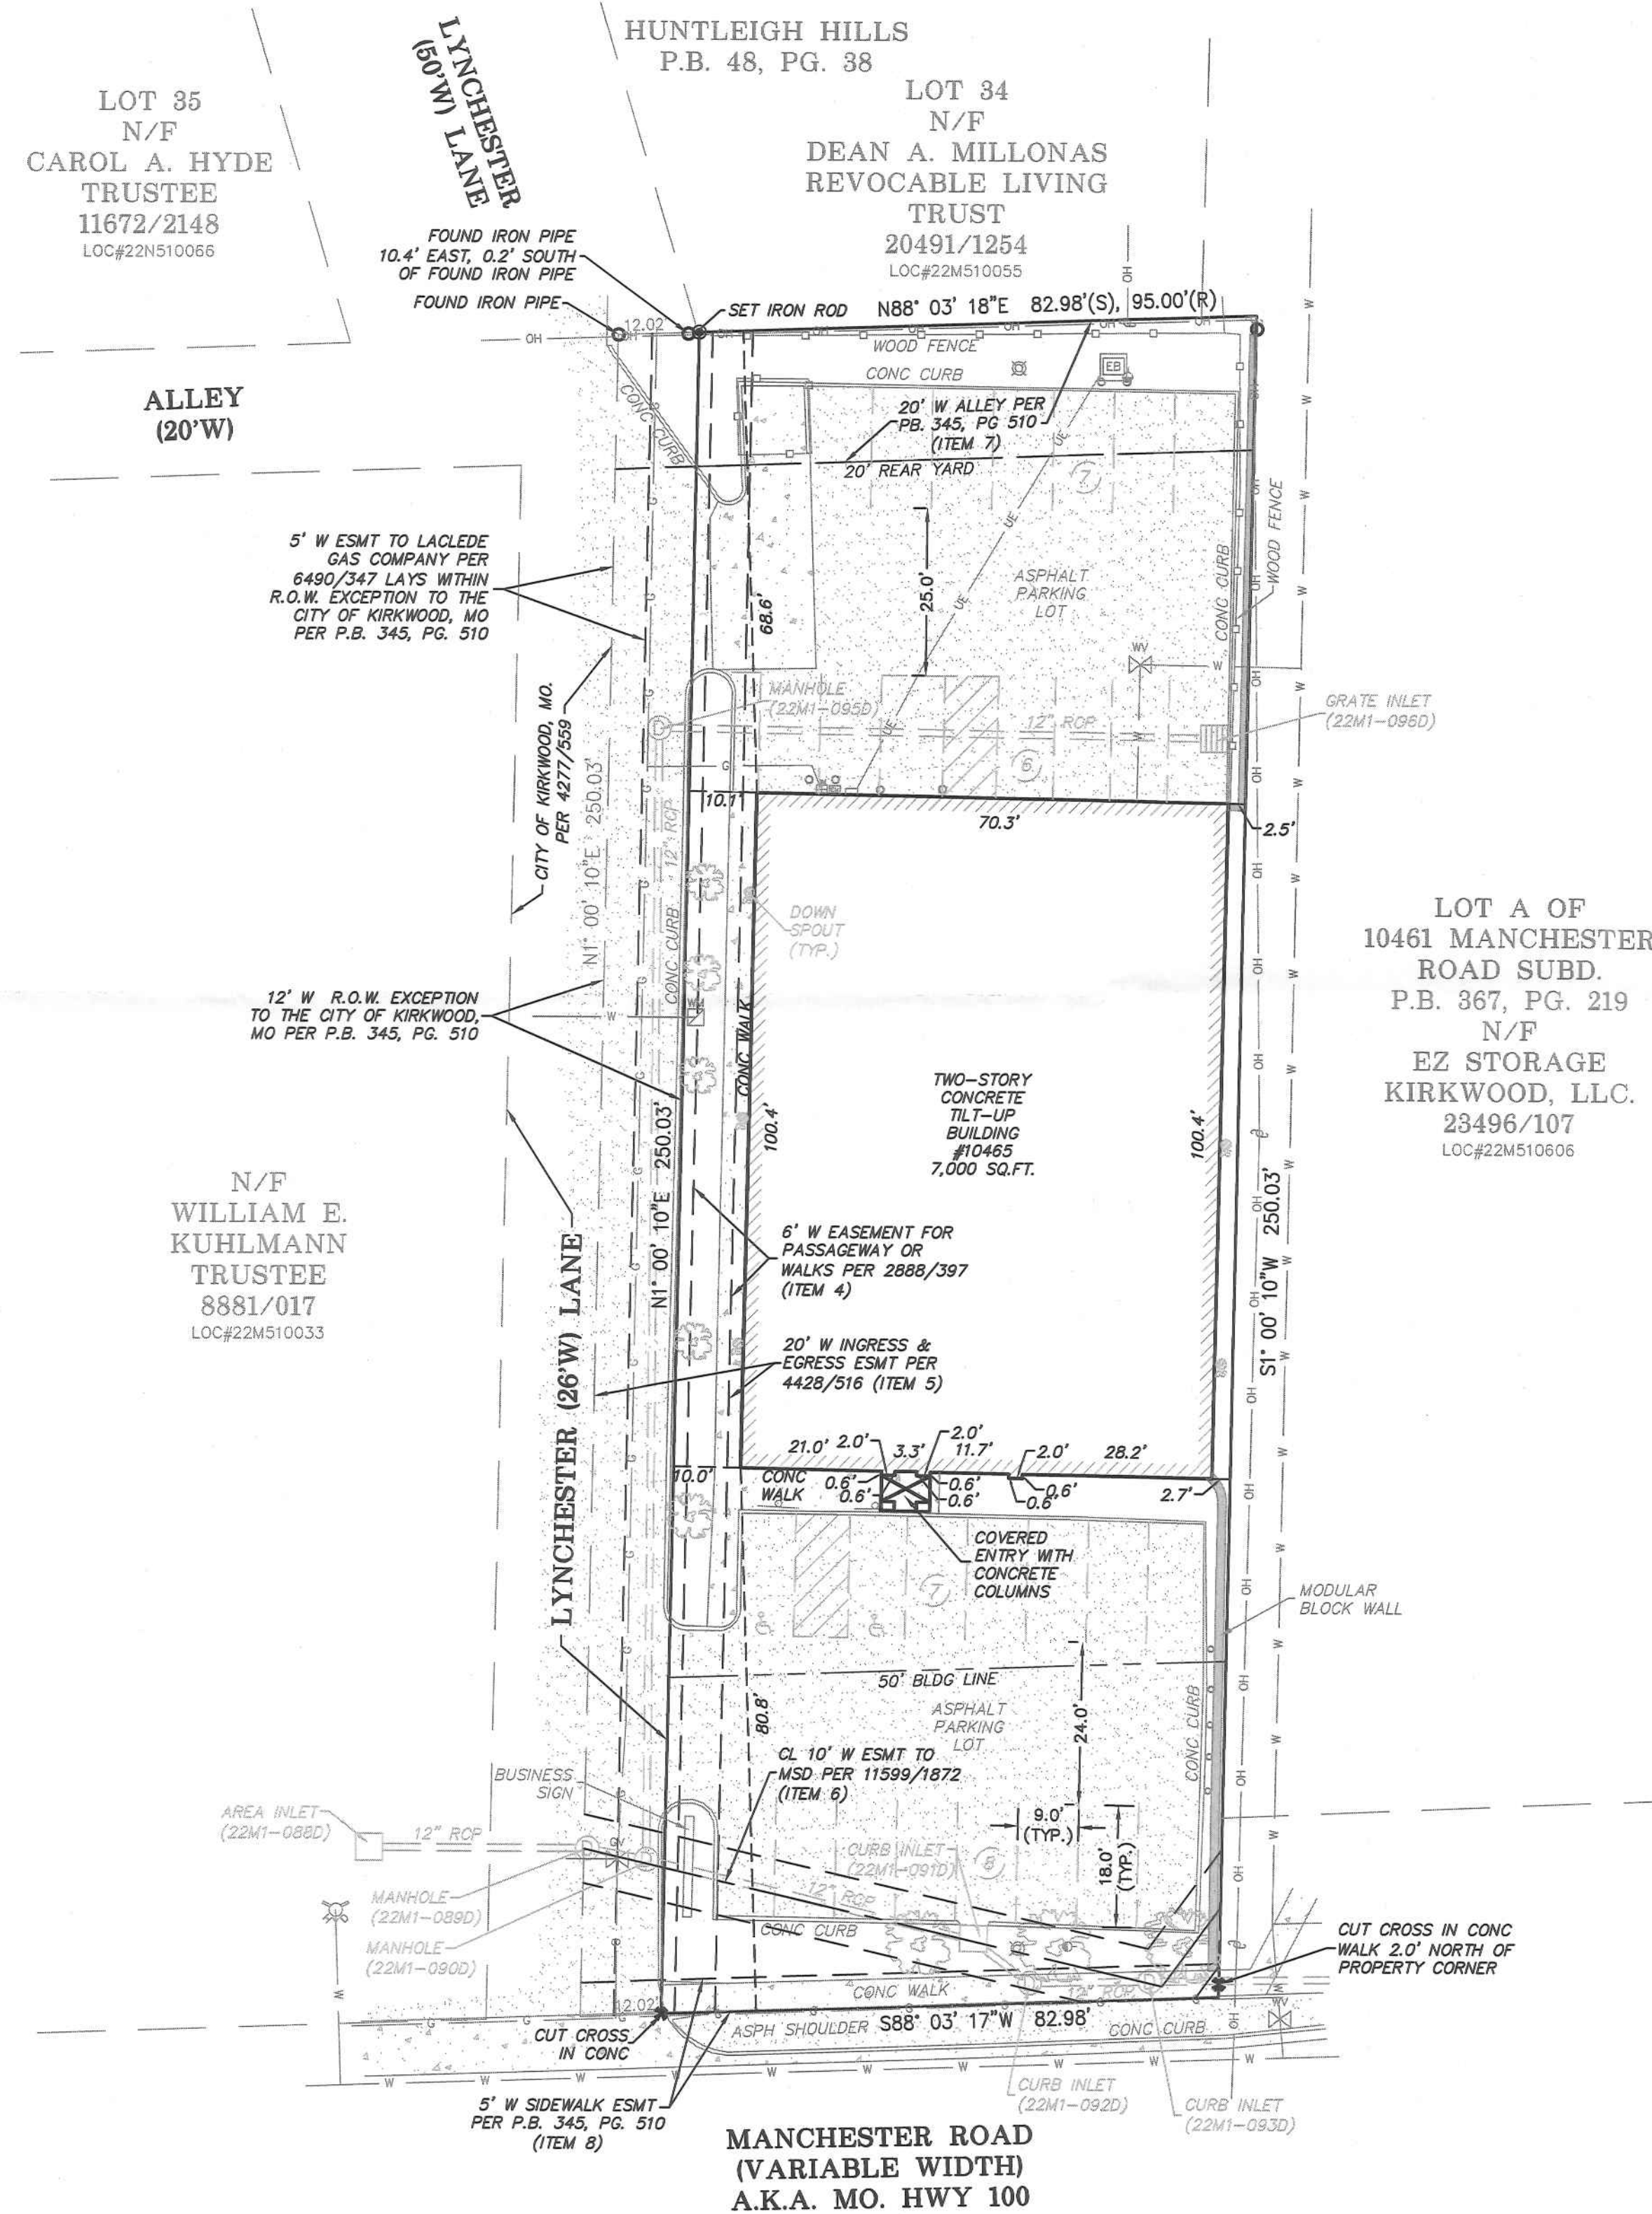 HUNTLEIGH HILLS
P.B. 48, PG. 38
LYNCHESTER
(50'W) LANE
LOT 35
N/F
CAROL A. HYDE
TRUSTEE
11672/2148
LOC#22N510066
LOT 34
N/F
DEAN A. MILLONAS
REVOCABLE LIVING
TRUST
20491/1254
LOC#22M510055
FOUND IRON PIPE
10.4' EAST, 0.2' SOUTH
OF FOUND IRON PIPE
FOUND IRON PIPE
SET IRON ROD
N88° 03' 18"E 82.98'(S), 95.00'(R)
12.02
OH
WOOD FENCE
CONC CURB
EB
ALLEY
(20'W)
CONC CURB
20' W ALLEY PER
PB. 345, PG 510
(ITEM 7)
20' REAR YARD
7
UE
WOOD FENCE
CONC CURB
5' W ESMT TO LACLEDE
GAS COMPANY PER
6490/347 LAYS WITHIN
R.O.W. EXCEPTION TO THE
CITY OF KIRKWOOD, MO
PER P.B. 345, PG. 510
68.6'
25.0'
ASPHALT
PARKING
LOT
WV
W
CITY OF KIRKWOOD, MO.
PER 4277/559
N1° 00' 10"E 250.03'
MANHOLE
(22M1-095D)
12" RCP
GRATE INLET
(22M1-096D)
6
G
10.1'
70.3'
2.5'
12" RCP
CONC CURB
DOWN
SPOUT
(TYP.)
LOT A OF
10461 MANCHESTER
ROAD SUBD.
P.B. 367, PG. 219
N/F
EZ STORAGE
KIRKWOOD, LLC.
23496/107
LOC#22M510606
12' W R.O.W. EXCEPTION
TO THE CITY OF KIRKWOOD,
MO PER P.B. 345, PG. 510
W
WM
CONC WALK
TWO-STORY
CONCRETE
TILT-UP
BUILDING
#10465
7,000 SQ.FT.
100.4'
100.4'
N1° 00' 10"E 250.03'
S1° 00' 10"W 250.03'
N/F
WILLIAM E.
KUHLMANN
TRUSTEE
8881/017
LOC#22M510033
6' W EASEMENT FOR
PASSAGEWAY OR
WALKS PER 2888/397
(ITEM 4)
20' W INGRESS &
EGRESS ESMT PER
4428/516 (ITEM 5)
LYNCHESTER (26'W) LANE
21.0' 2.0' 3.3' 2.0' 11.7' 2.0' 28.2'
10.0'
CONC
WALK
0.6' 0.6' 0.6' 0.6' 0.6' 0.6'
2.7'
COVERED
ENTRY WITH
CONCRETE
COLUMNS
7
MODULAR
BLOCK WALL
50' BLDG LINE
80.8'
ASPHALT
PARKING
LOT
24.0'
CONC CURB
CL 10' W ESMT TO
MSD PER 11599/1872
(ITEM 6)
BUSINESS
SIGN
AREA INLET
(22M1-088D)
12" RCP
9.0'
(TYP.)
18.0'
(TYP.)
CURB INLET
(22M1-091D)
8
12" RCP
MANHOLE
(22M1-089D)
MANHOLE
(22M1-090D)
CONC CURB
CUT CROSS IN CONC
WALK 2.0' NORTH OF
PROPERTY CORNER
CONC WALK
12" RCP
WV
12.02'
CUT CROSS
IN CONC
ASPH SHOULDER
S88° 03' 17"W 82.98'
CONC CURB
W W W W W W W W W
CURB INLET
(22M1-092D)
CURB INLET
(22M1-093D)
5' W SIDEWALK ESMT
PER P.B. 345, PG. 510
(ITEM 8)
MANCHESTER ROAD
(VARIABLE WIDTH)
A.K.A. MO. HWY 100